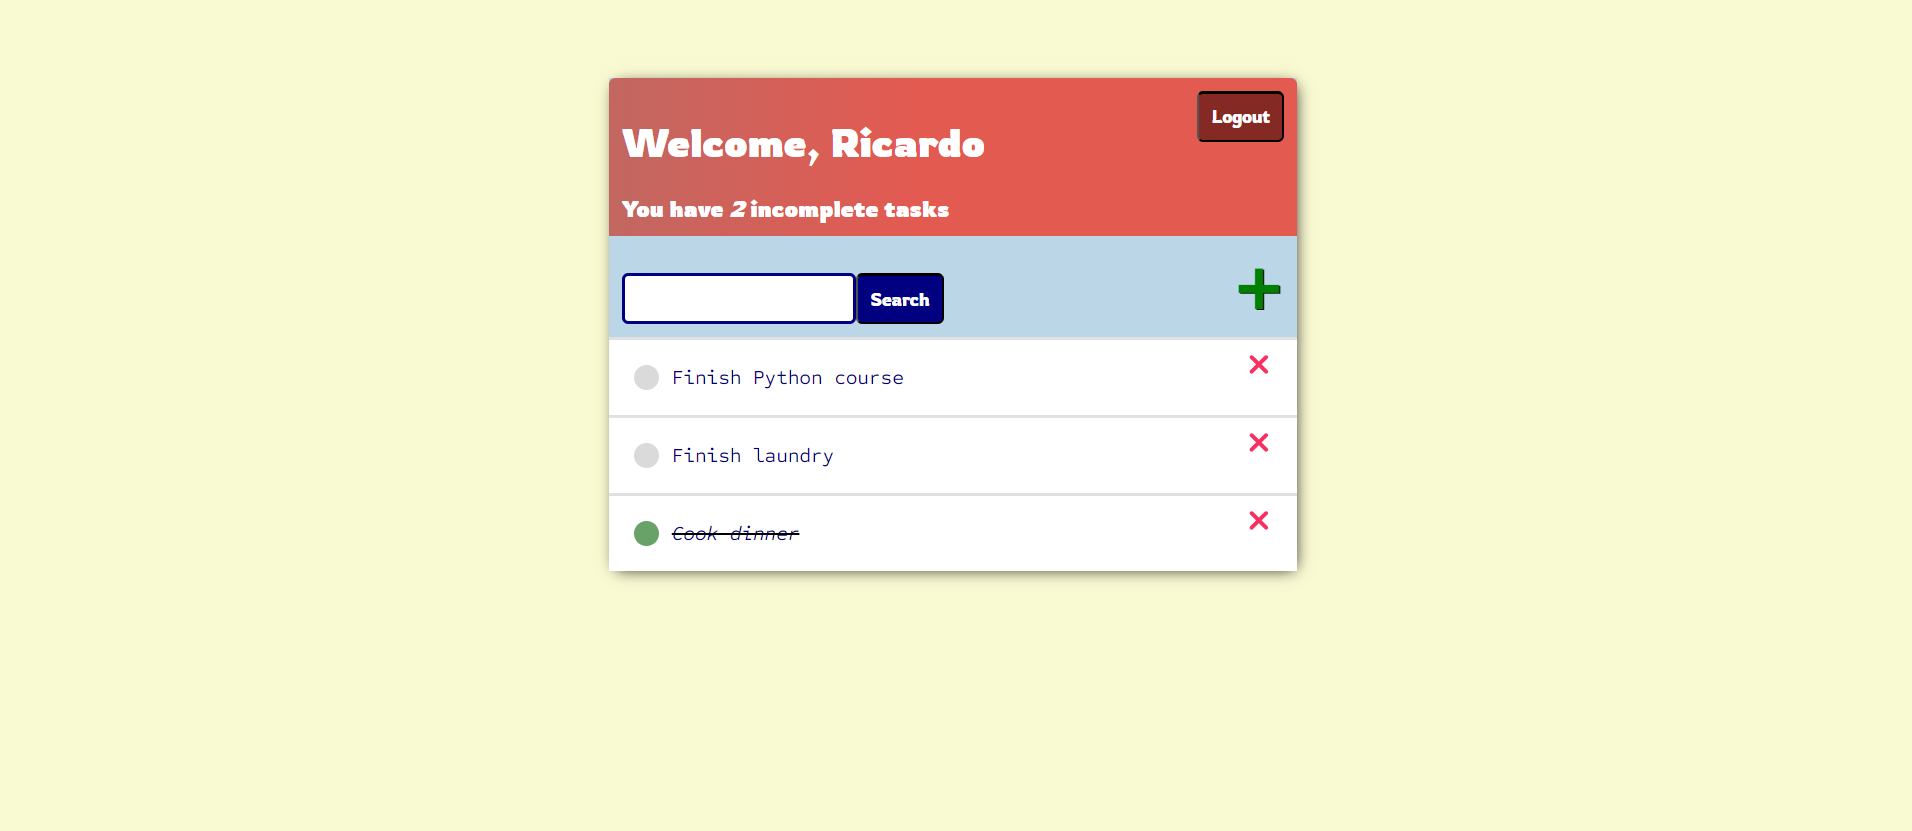 Logout
Welcome, Ricardo
You have 2 incomplete tasks
Search
Finish Python course
Finish laundry
Cook dinner